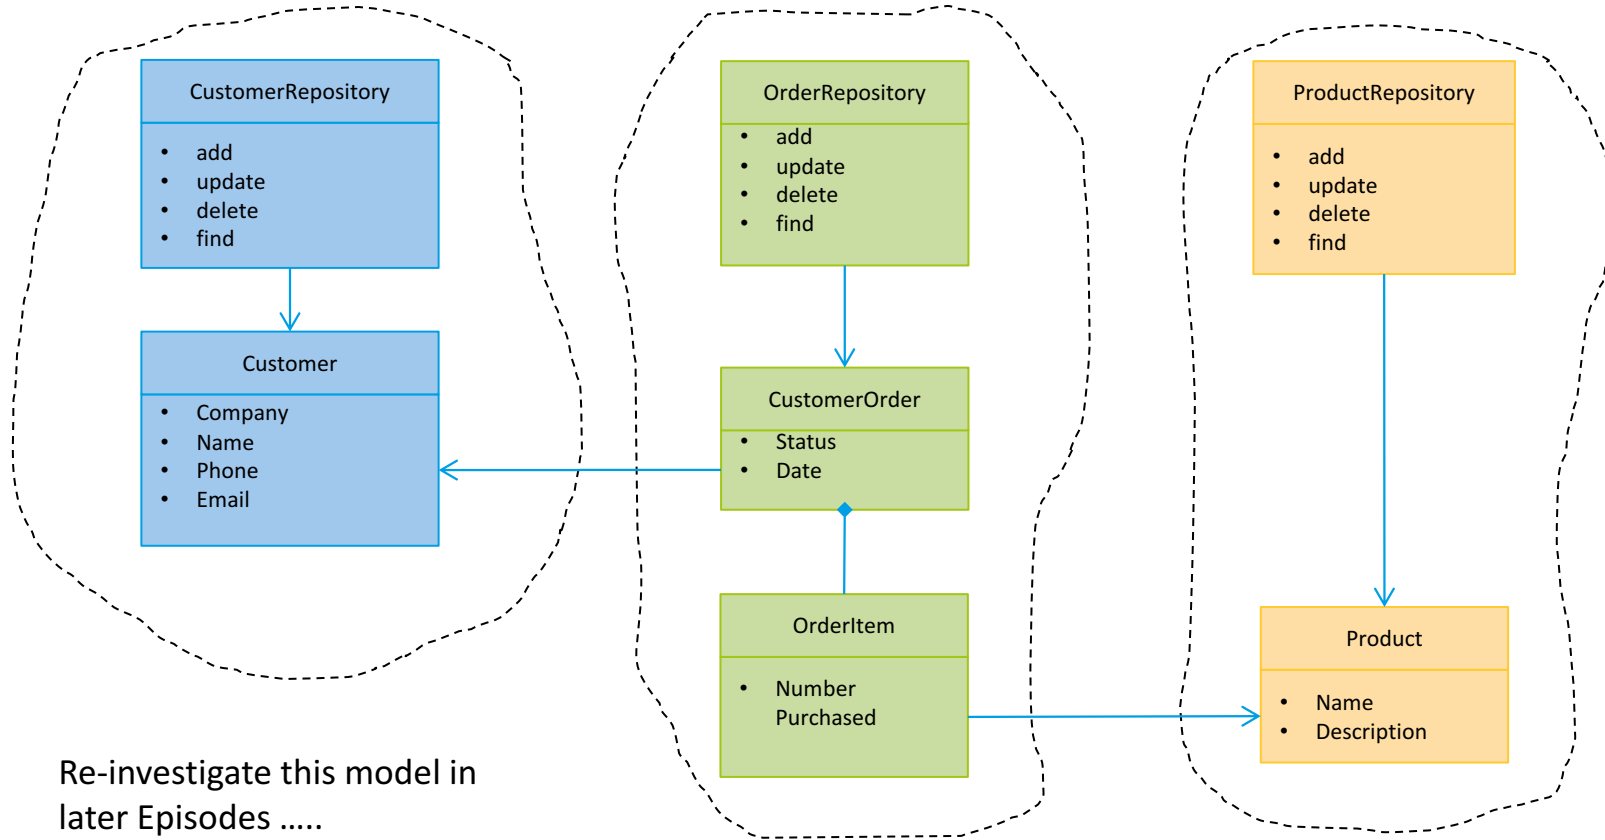 CustomerRepository
• add
• update
• delete
• find
Customer
• Company
• Name
• Phone
• Email
OrderRepository
• add
• update
• delete
• find
CustomerOrder
• Status
• Date
OrderItem
• Number
Purchased
ProductRepository
• add
• update
• delete
• find
Product
• Name
• Description
Re-investigate this model in
later Episodes .....